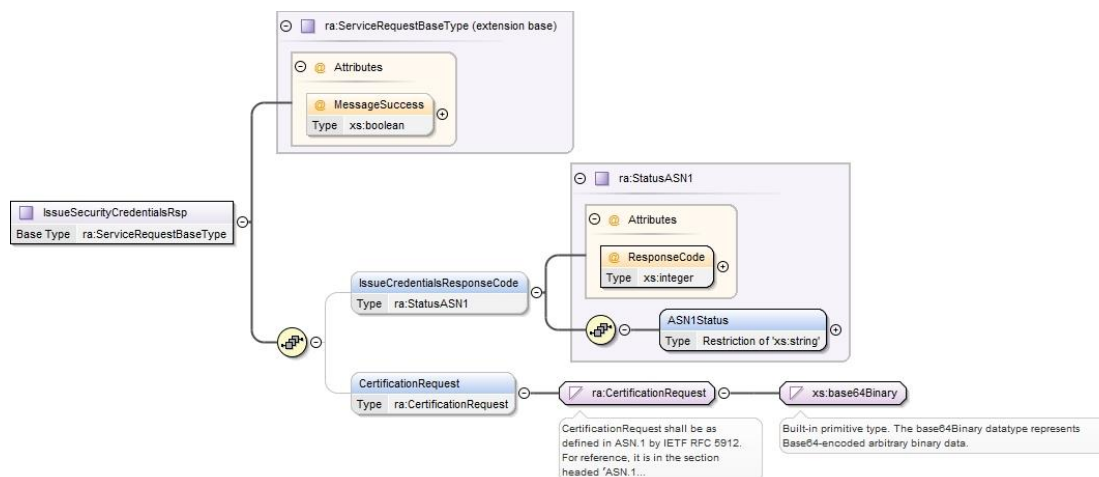 ra:ServiceRequestBaseType (extension base)
@ Attributes
@ MessageSuccess
Type xs:boolean
IssueSecurityCredentialsRsp
Base Type ra:ServiceRequestBaseType
ra:StatusASN1
@ Attributes
@ ResponseCode
Type xs:integer
IssueCredentialsResponseCode
Type ra:StatusASN1
ASN1Status
Type Restriction of 'xs:string'
CertificationRequest
Type ra:CertificationRequest
ra:CertificationRequest
xs:base64Binary
CertificationRequest shall be as
defined in ASN.1 by IETF RFC 5912.
For reference, it is in the section
headed "ASN.1...
Built-in primitive type. The base64Binary datatype represents
Base64-encoded arbitrary binary data.